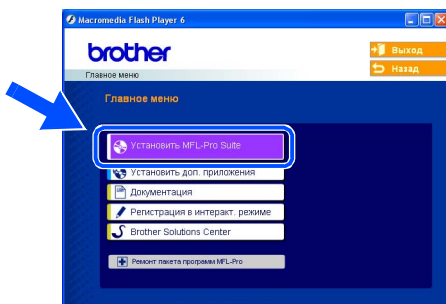 Macromedia Flash Player 6
brother
Выход
Главное меню
Назад
Главное меню
Установить MFL-Pro Suite
Установить доп. приложения
Документация
Регистрация в интеракт. режиме
Brother Solutions Center
Ремонт пакета программ MFL-Pro